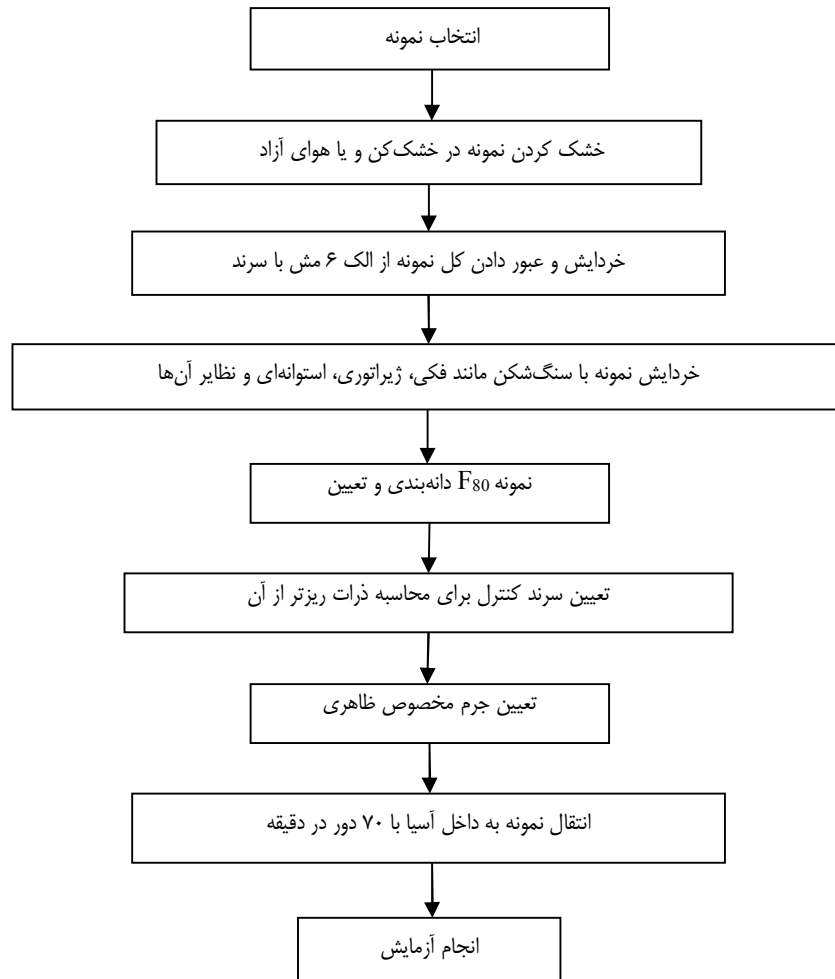 انتخاب نمونه
خشک کردن نمونه در خشک‌کن و یا هوای آزاد
خردایش و عبور دادن کل نمونه از الک ۶ مش با سرند
خردایش نمونه با سنگ‌شکن مانند فکی، ژیراتوری، استوانه‌ای و نظایر آن‌ها
نمونه F80 دانه‌بندی و تعیین
تعیین سرند کنترل برای محاسبه ذرات ریزتر از آن
تعیین جرم مخصوص ظاهری
انتقال نمونه به داخل آسیا با ۷۰ دور در دقیقه
انجام آزمایش